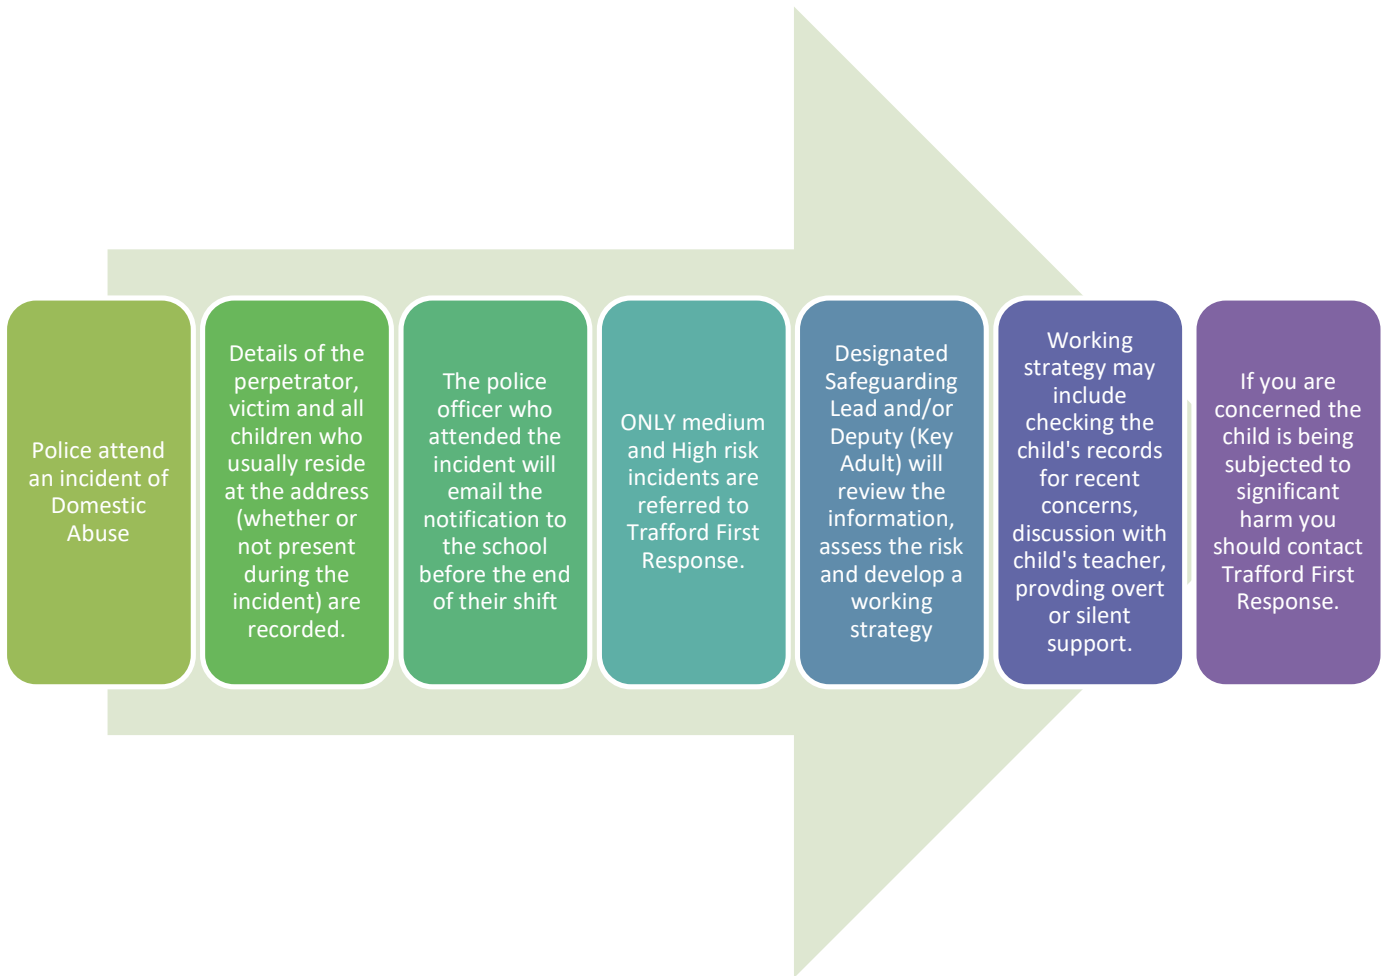 Police attend
an incident of
Domestic
Abuse
Details of the
perpetrator,
victim and all
children who
usually reside
at the address
(whether or
not present
during the
incident) are
recorded.
The police
officer who
attended the
incident will
email the
notification to
the school
before the end
of their shift
ONLY medium
and High risk
incidents are
referred to
Trafford First
Response.
Designated
Safeguarding
Lead and/or
Deputy (Key
Adult) will
review the
information,
assess the risk
and develop a
working
strategy
Working
strategy may
include
checking the
child's records
for recent
concerns,
discussion with
child's teacher,
provding overt
or silent
support.
If you are
concerned the
child is being
subjected to
significant
harm you
should contact
Trafford First
Response.